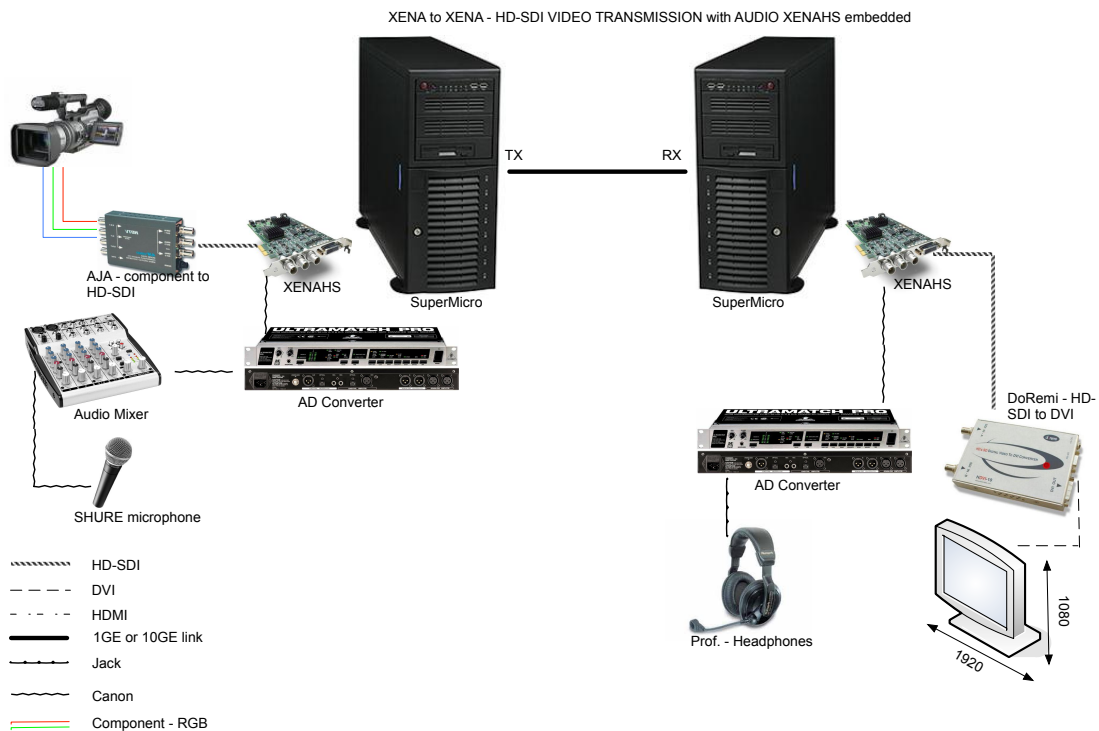 XENA to XENA - HD-SDI VIDEO TRANSMISSION with AUDIO XENAHS embedded
TX
RX
AJA - component to
HD-SDI
XENAHS
SuperMicro
SuperMicro
XENAHS
ULTRAMATCH PRO
AD Converter
Audio Mixer
SHURE microphone
DoRemi - HD-
SDI to DVI
ULTRAMATCH PRO
AD Converter
Prof. - Headphones
1080
1920
HD-SDI
DVI
HDMI
1GE or 10GE link
Jack
Canon
Component - RGB